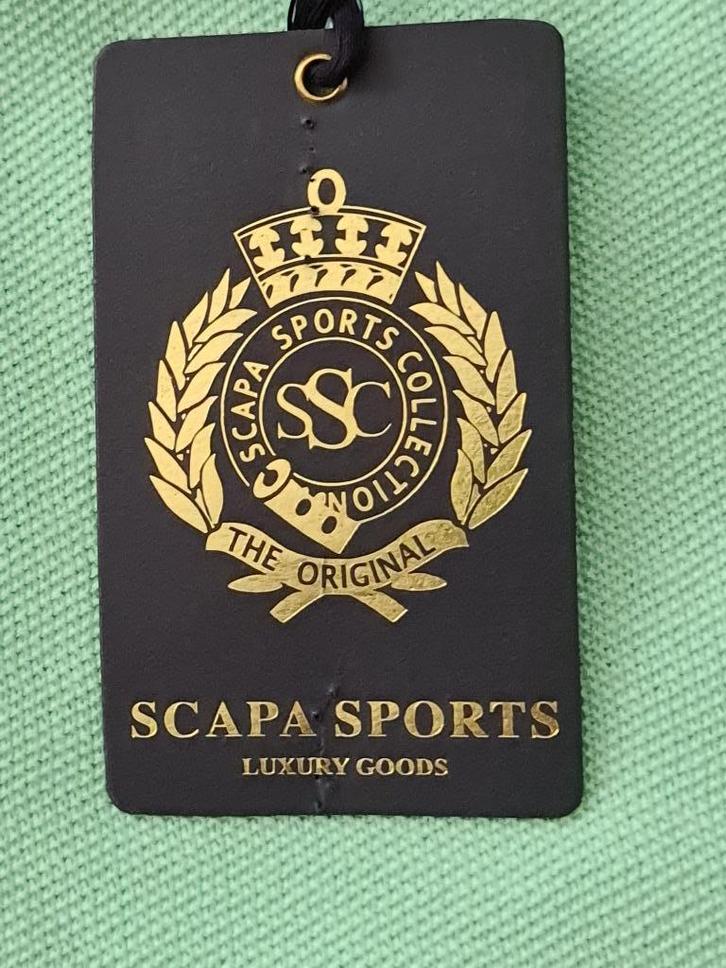 SCAPA SPORTS COLLECTION
SSC
THE ORIGINAL
SCAPA SPORTS
LUXURY GOODS